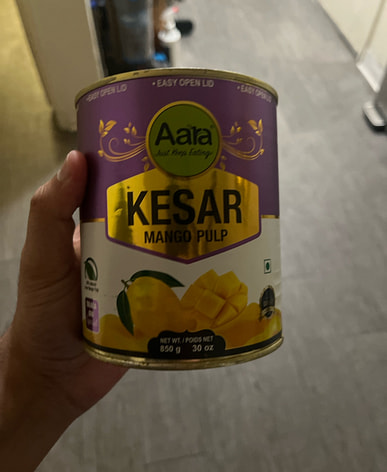 • EASY OPEN LID
• EASY OPEN LID
• EASY OPEN LID
Aara
Just Keep Eating
KESAR
MANGO PULP
NET WT. / POIDS NET
850 g 30 oz